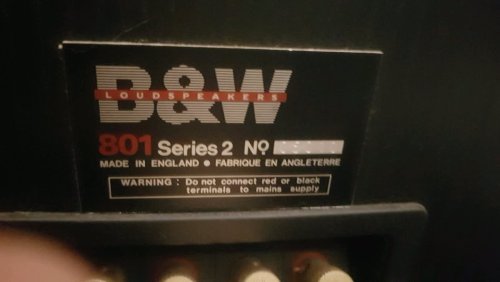 B&W
LOUDSPEAKERS
801 Series 2 Nº
MADE IN ENGLAND • FABRIQUE EN ANGLETERRE
WARNING : Do not connect red or black
terminals to mains supply